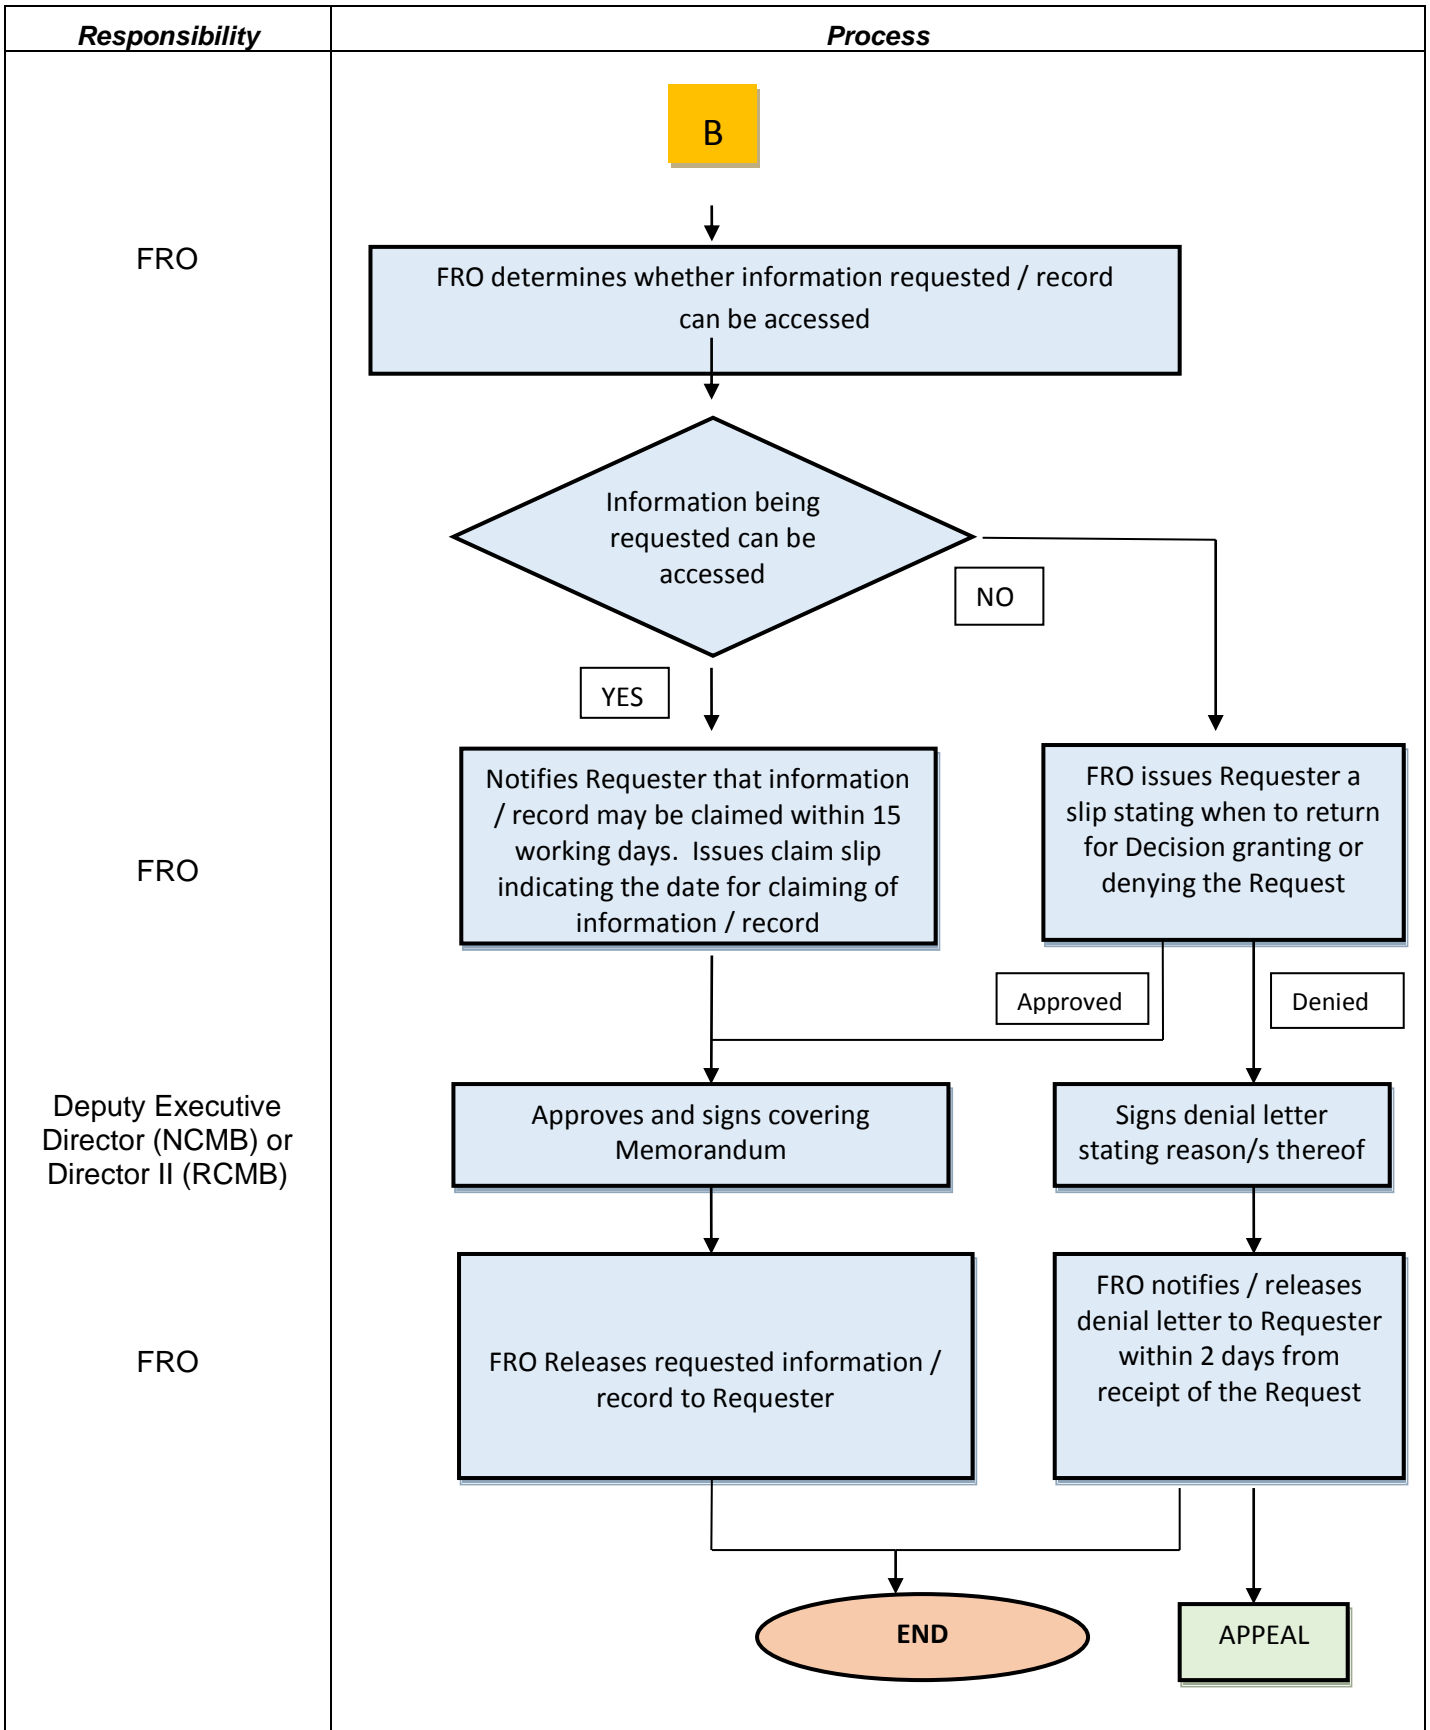 Responsibility
Process
B
FRO
FRO determines whether information requested / record
can be accessed
Information being
requested can be
accessed
NO
YES
FRO
Notifies Requester that information
/ record may be claimed within 15
working days.  Issues claim slip
indicating the date for claiming of
information / record
FRO issues Requester a
slip stating when to return
for Decision granting or
denying the Request
Approved
Denied
Deputy Executive
Director (NCMB) or
Director II (RCMB)
Approves and signs covering
Memorandum
Signs denial letter
stating reason/s thereof
FRO
FRO Releases requested information /
record to Requester
FRO notifies / releases
denial letter to Requester
within 2 days from
receipt of the Request
END
APPEAL